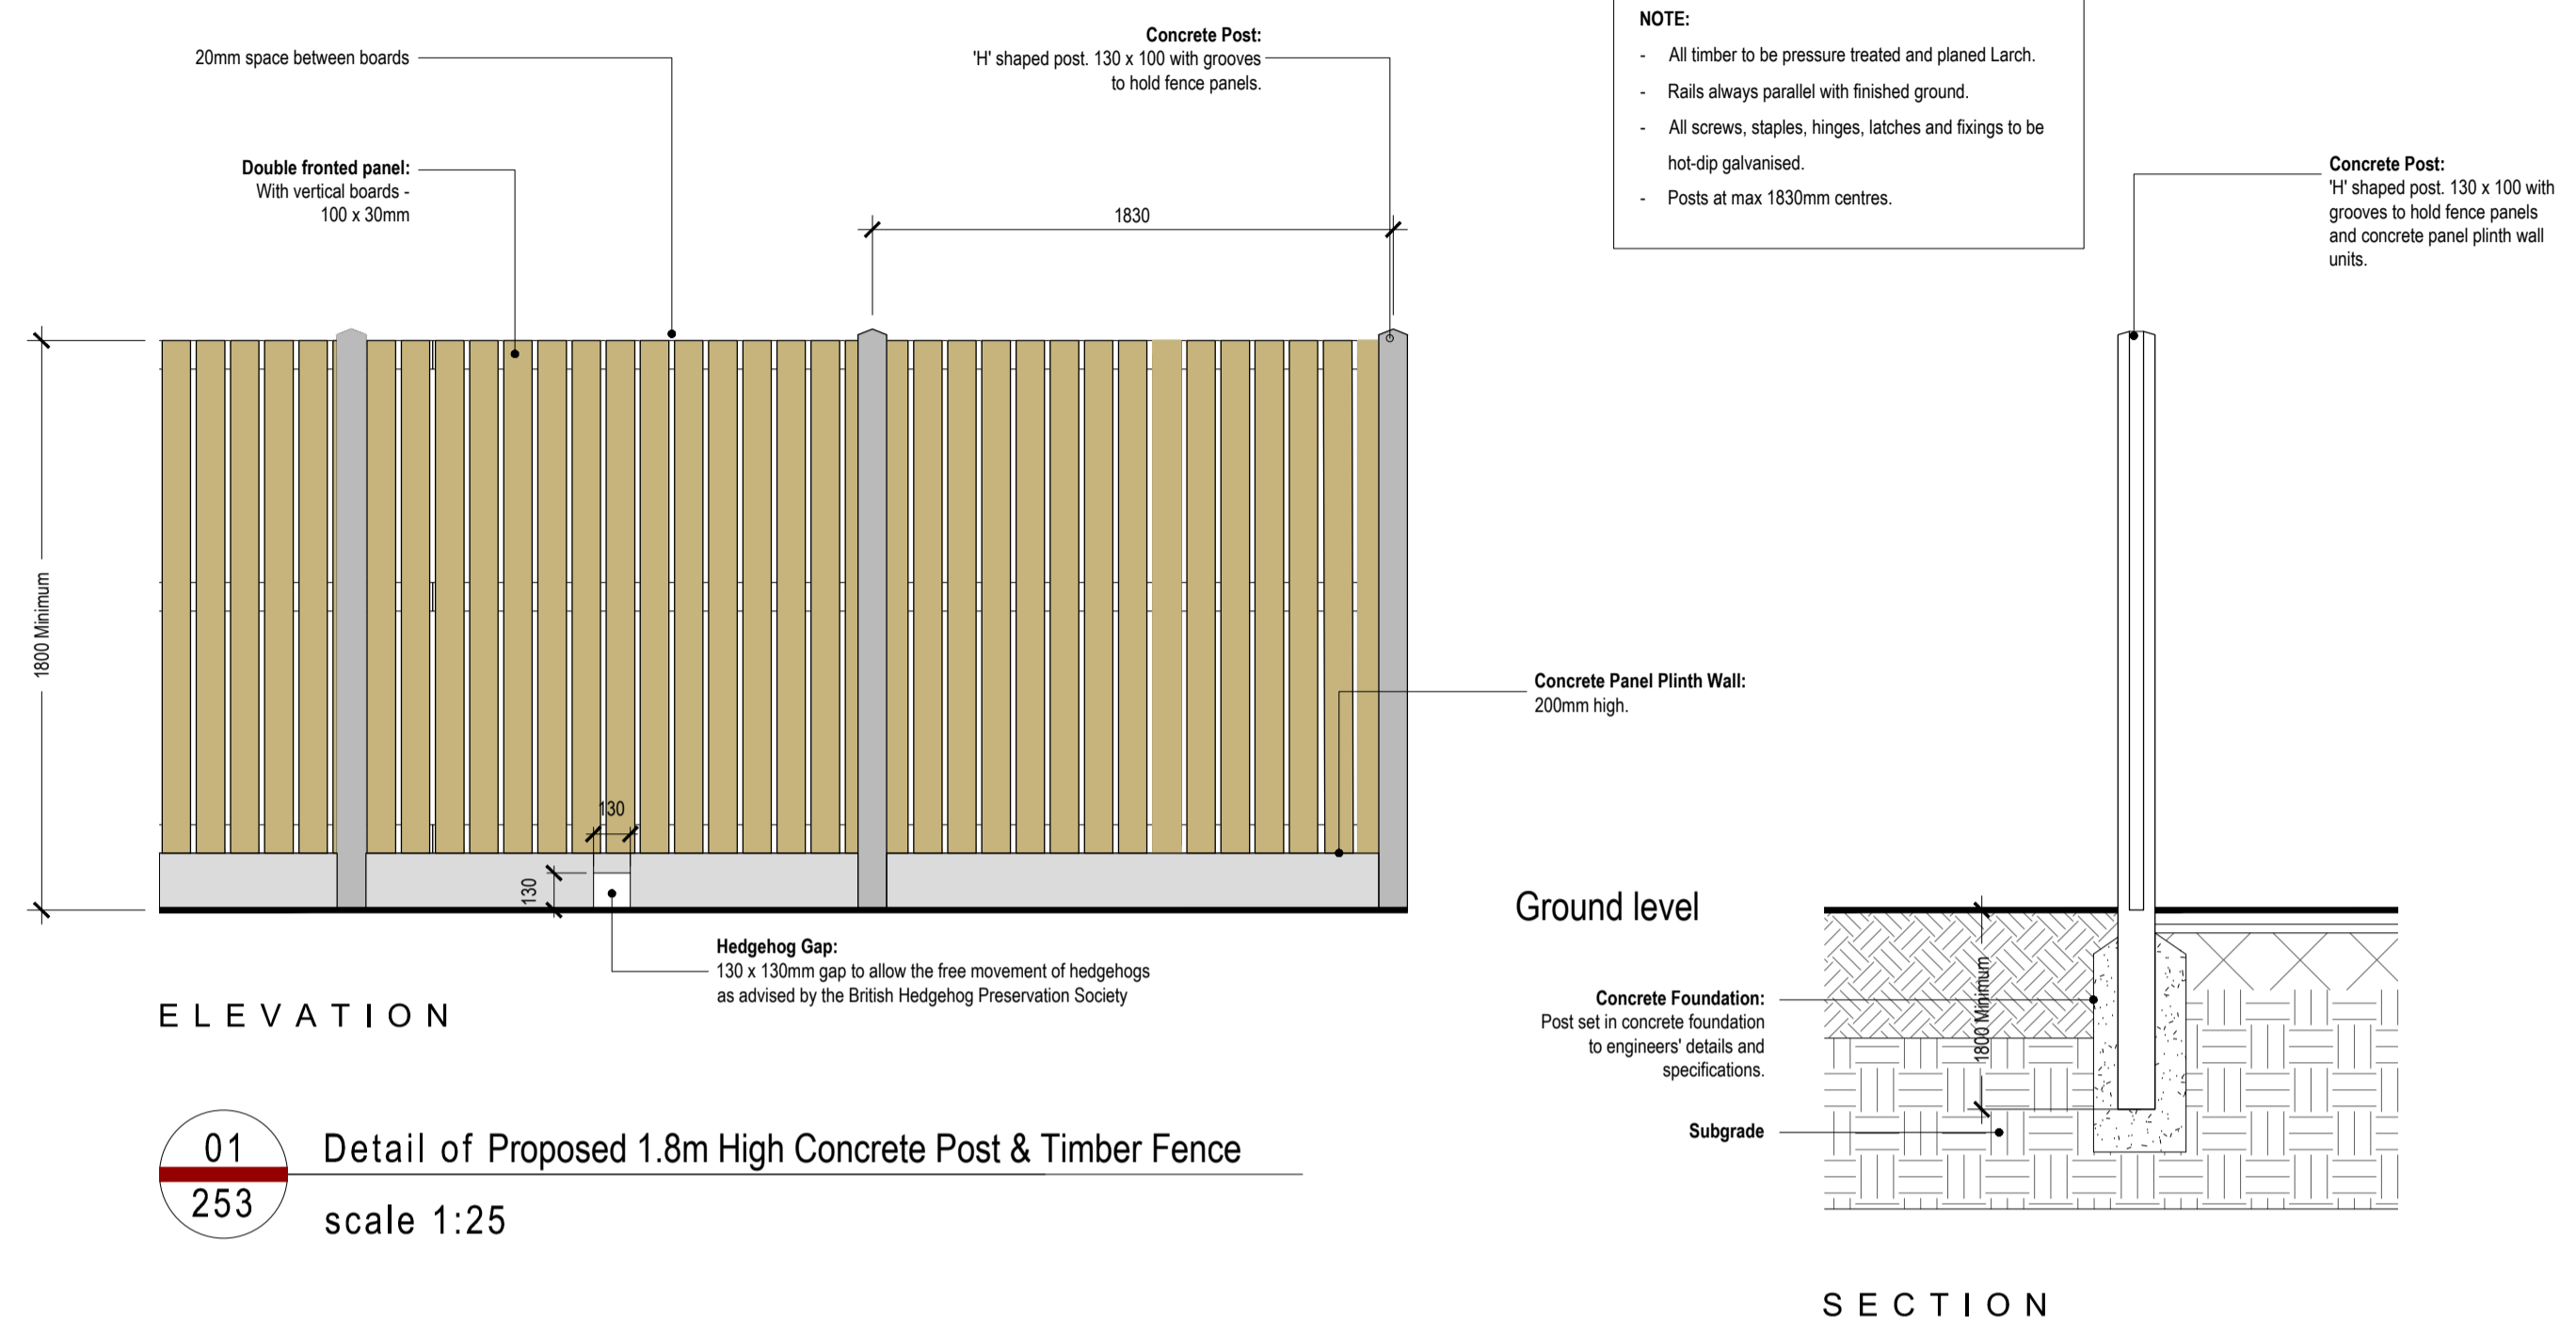 20mm space between boards
Double fronted panel:
With vertical boards -
100 x 30mm
Concrete Post:
'H' shaped post. 130 x 100 with grooves
to hold fence panels.
1830
NOTE:
- All timber to be pressure treated and planed Larch.
- Rails always parallel with finished ground.
- All screws, staples, hinges, latches and fixings to be
hot-dip galvanised.
- Posts at max 1830mm centres.
Concrete Post:
'H' shaped post. 130 x 100 with
grooves to hold fence panels
and concrete panel plinth wall
units.
1800 Minimum
Concrete Panel Plinth Wall:
200mm high.
130
130
Hedgehog Gap:
130 x 130mm gap to allow the free movement of hedgehogs
as advised by the British Hedgehog Preservation Society
ELEVATION
Ground level
1800 Minimum
Concrete Foundation:
Post set in concrete foundation
to engineers' details and
specifications.
Subgrade
01
253
Detail of Proposed 1.8m High Concrete Post & Timber Fence
scale 1:25
SECTION